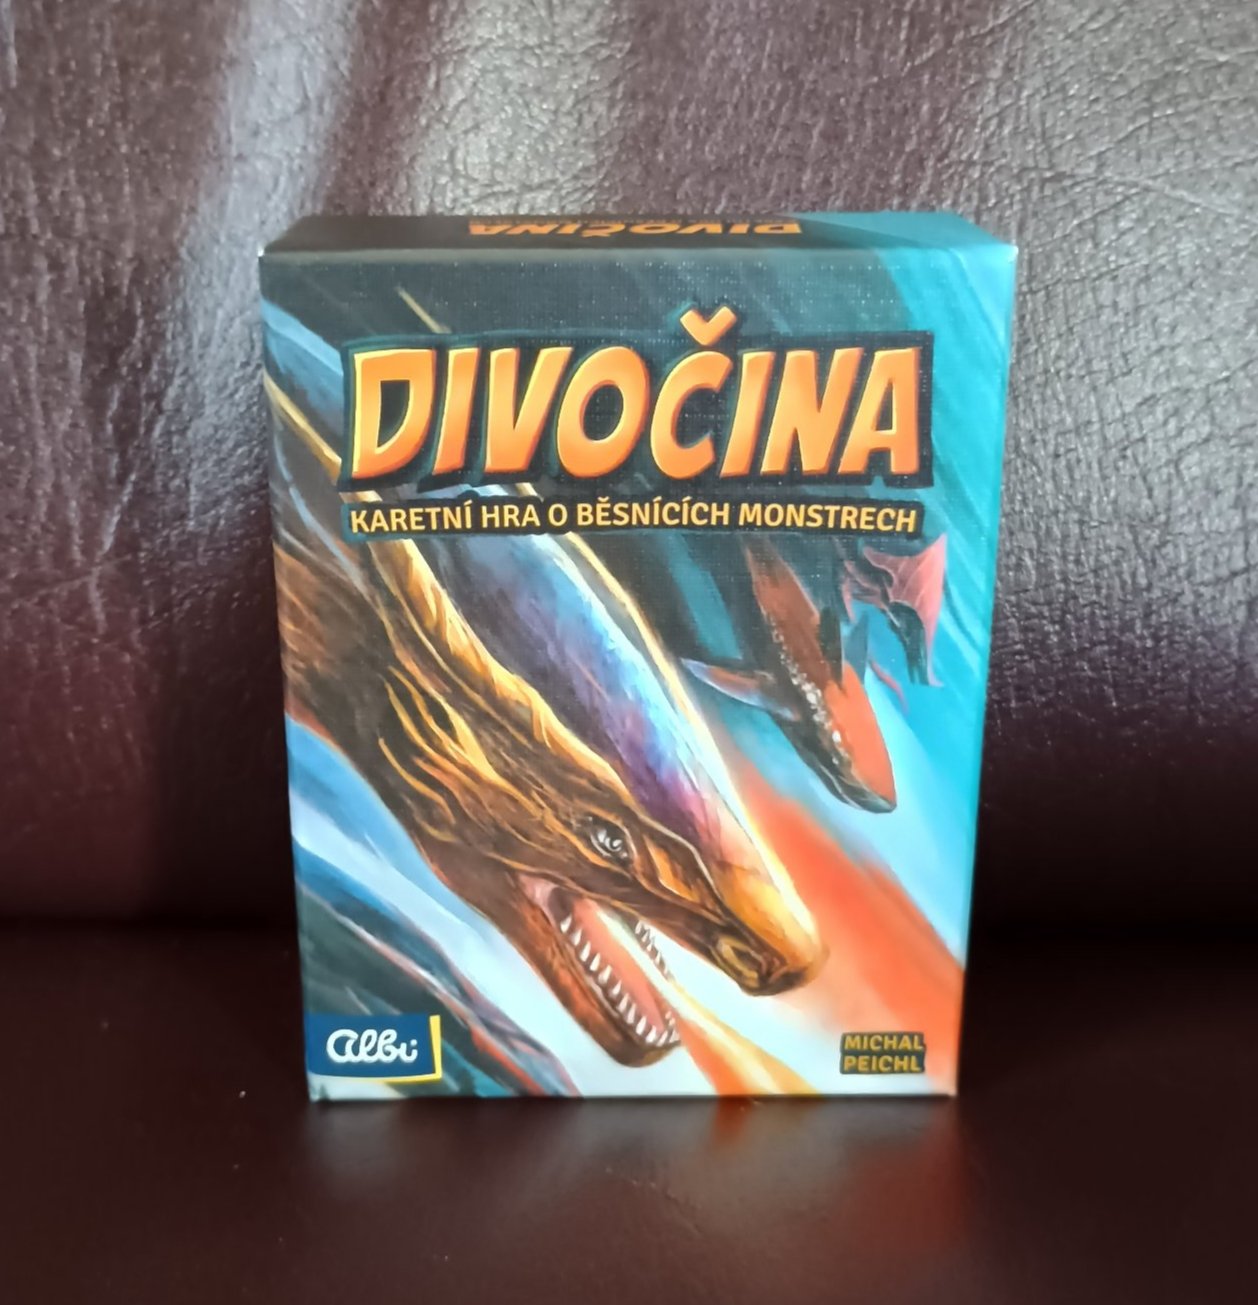 DIVOČINA
DIVOČINA
KARETNÍ HRA O BĚSNÍCÍCH MONSTRECH
Albi
MICHAL
PEICHL